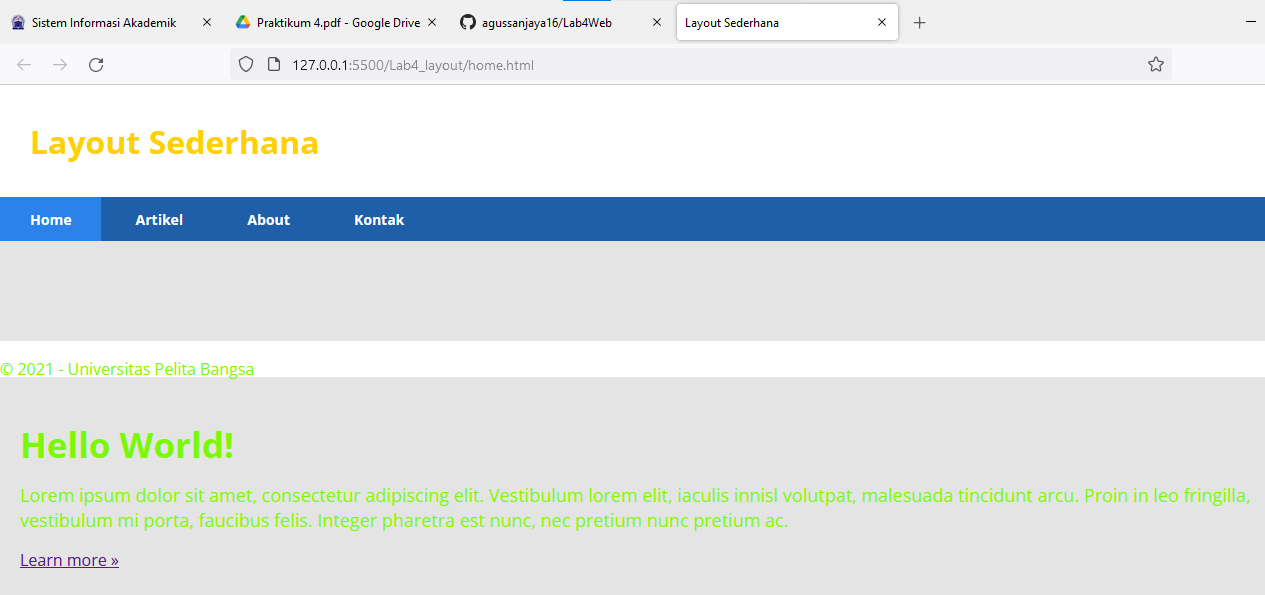 Sistem Informasi Akademik
Praktikum 4.pdf - Google Drive
agussanjaya16/Lab4Web
Layout Sederhana
127.0.0.1:5500/Lab4_layout/home.html
Layout Sederhana
Home Artikel About Kontak
© 2021 - Universitas Pelita Bangsa
Hello World!
Lorem ipsum dolor sit amet, consectetur adipiscing elit. Vestibulum lorem elit, iaculis innisl volutpat, malesuada tincidunt arcu. Proin in leo fringilla,
vestibulum mi porta, faucibus felis. Integer pharetra est nunc, nec pretium nunc pretium ac.
Learn more »